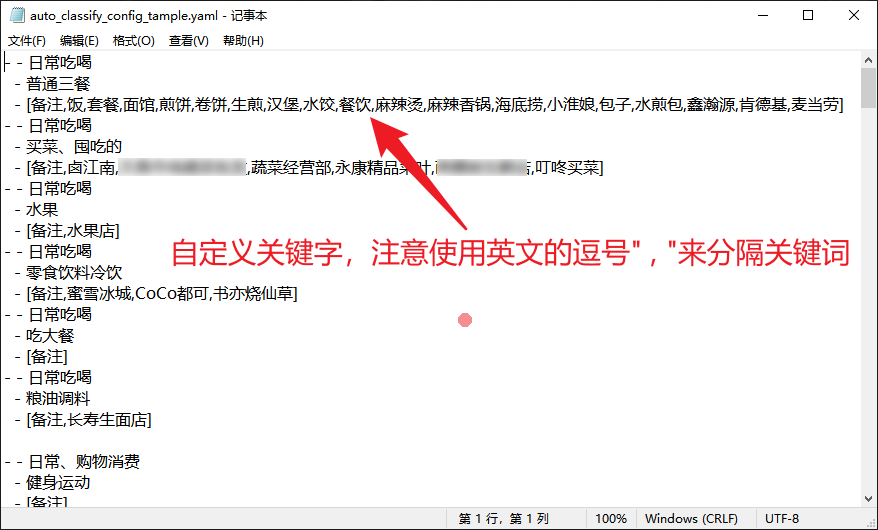 auto_classify_config_tample.yaml - 记事本
文件(F) 编辑(E) 格式(O) 查看(V) 帮助(H)
- - 日常吃喝
- 普通三餐
- [备注,饭,套餐,面馆,煎饼,卷饼,生煎,汉堡,水饺,餐饮,麻辣烫,麻辣香锅,海底捞,小淮娘,包子,水煎包,鑫瀚源,肯德基,麦当劳]
- - 日常吃喝
- 买菜、囤吃的
- [备注,卤江南, ,蔬菜经营部,永康精品菜叶, 店,叮咚买菜]
- - 日常吃喝
- 水果
- [备注,水果店]
自定义关键字，注意使用英文的逗号","来分隔关键词
- - 日常吃喝
- 零食饮料冷饮
- [备注,蜜雪冰城,CoCo都可,书亦烧仙草]
- - 日常吃喝
- 吃大餐
- [备注]
- - 日常吃喝
- 粮油调料
- [备注,长寿生面店]
- - 日常、购物消费
- 健身运动
- [备注]
第 1 行，第 1 列 100% Windows (CRLF) UTF-8